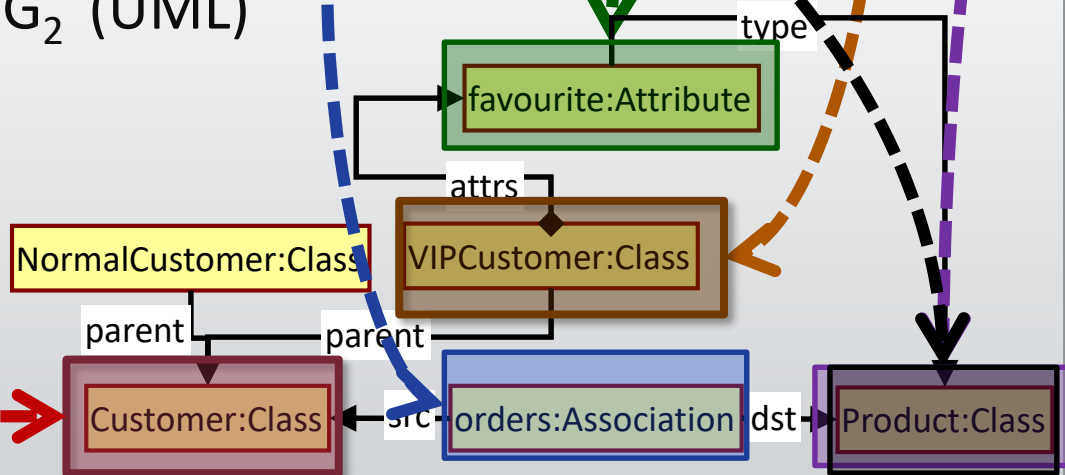 G₂ (UML)
type
favourite:Attribute
attrs
NormalCustomer:Class
VIPCustomer:Class
parent
parent
Customer:Class
src
orders:Association
dst
Product:Class